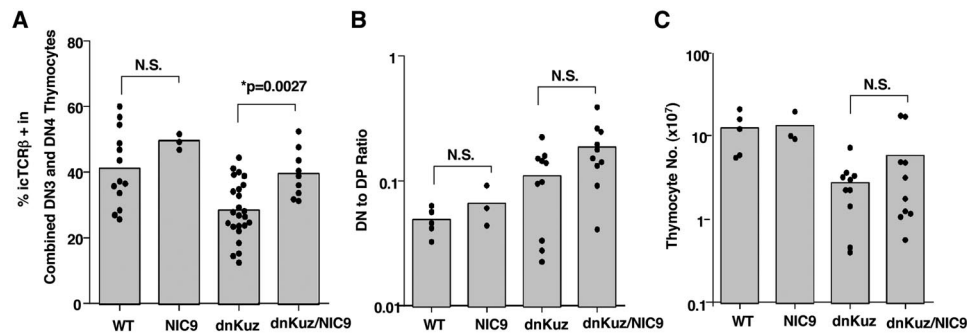 A
% icTCRβ + in
Combined DN3 and DN4 Thymocytes
80
60
40
20
0
N.S.
*p=0.0027
WT NIC9 dnKuz dnKuz/NIC9
B
DN to DP Ratio
1
0.1
0.01
N.S.
N.S.
WT NIC9 dnKuz dnKuz/NIC9
C
Thymocyte No. (x10⁷)
100
10
1
0.1
N.S.
WT NIC9 dnKuz dnKuz/NIC9